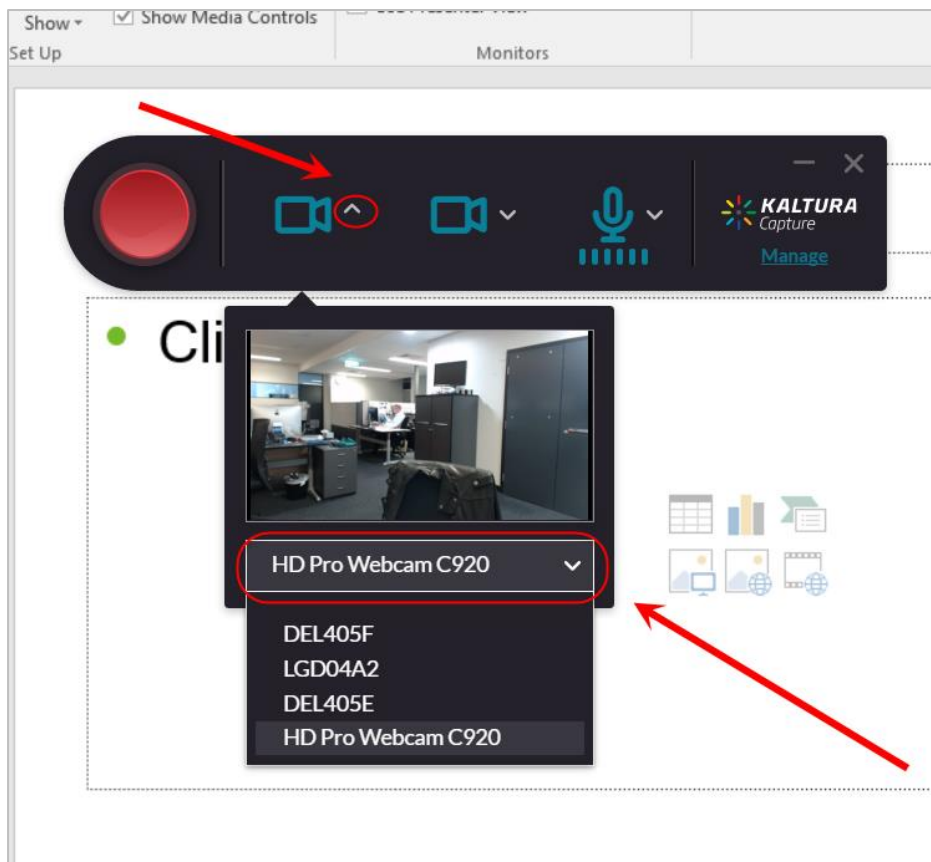 Show
Show Media Controls
Set Up
Monitors
KALTURA
Capture
Manage
Cli
HD Pro Webcam C920
DEL405F
LGD04A2
DEL405E
HD Pro Webcam C920